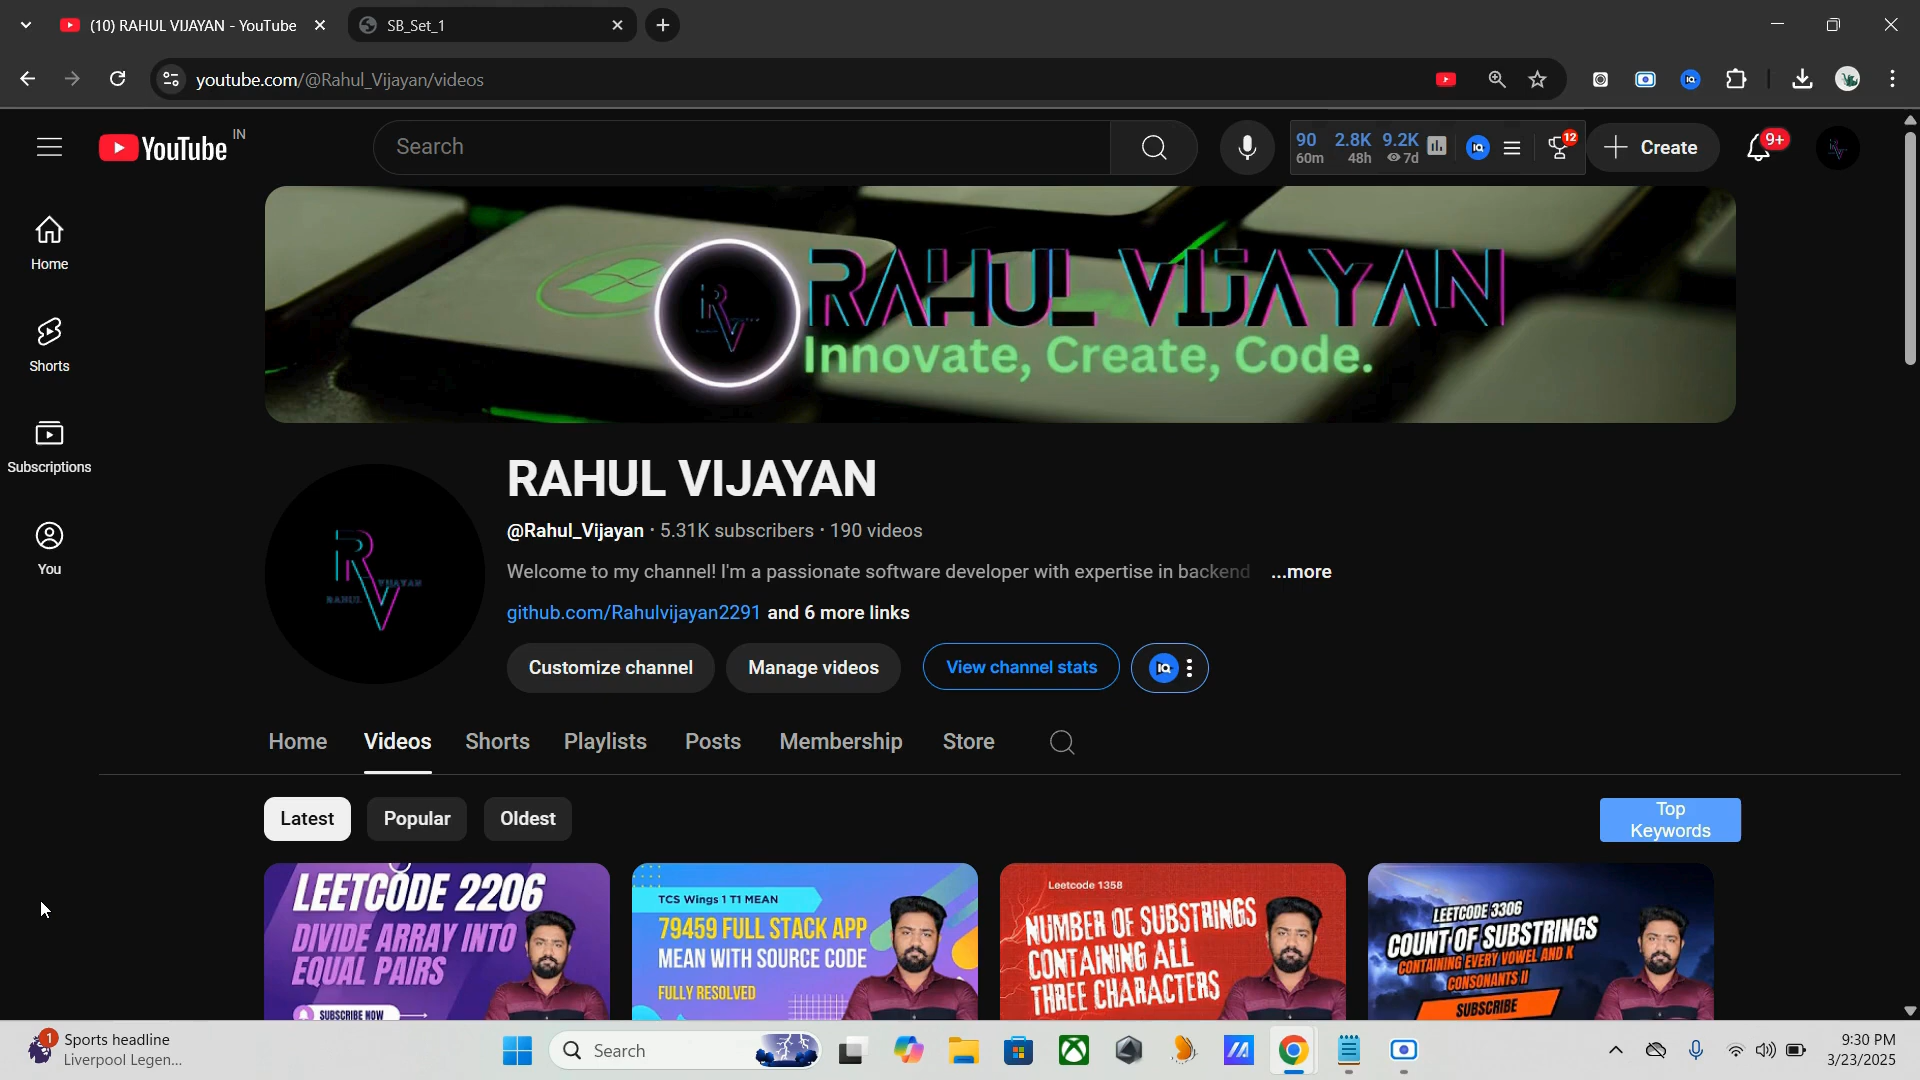 (10) RAHUL VIJAYAN - YouTube
SB_Set_1
youtube.com/@Rahul_Vijayan/videos
YouTube IN
Search
90 2.8K 9.2K
60m 48h 7d
12
Create
9+
Home
Shorts
Subscriptions
You
RAHUL VIJAYAN
Innovate, Create, Code.
RAHUL VIJAYAN
@Rahul_Vijayan · 5.31K subscribers · 190 videos
Welcome to my channel! I'm a passionate software developer with expertise in backend ...more
github.com/Rahulvijayan2291 and 6 more links
Customize channel
Manage videos
View channel stats
IQ
Home
Videos
Shorts
Playlists
Posts
Membership
Store
Latest
Popular
Oldest
Top
Keywords
LEETCODE 2206
DIVIDE ARRAY INTO
EQUAL PAIRS
SUBSCRIBE NOW
TCS Wings 1 T1 MEAN
79459 FULL STACK APP
MEAN WITH SOURCE CODE
FULLY RESOLVED
Leetcode 1358
NUMBER OF SUBSTRINGS
CONTAINING ALL
THREE CHARACTERS
LEETCODE 3306
COUNT OF SUBSTRINGS
CONTAINING EVERY VOWEL AND K
CONSONANTS II
SUBSCRIBE
1
Sports headline
Liverpool Legen...
Search
9:30 PM
3/23/2025